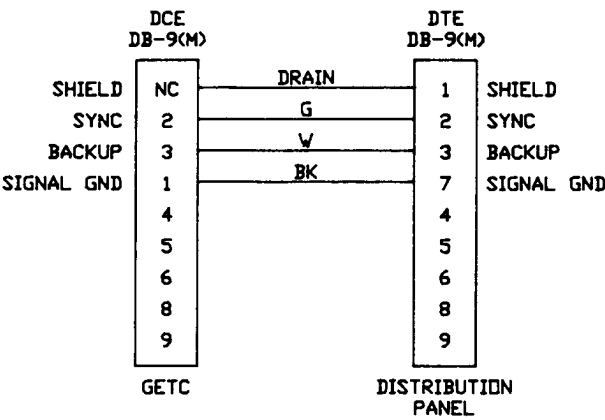 DCE DTE
DB-9(M) DB-9(M)
SHIELD NC DRAIN 1 SHIELD
SYNC 2 G 2 SYNC
BACKUP 3 W 3 BACKUP
SIGNAL GND 1 BK 7 SIGNAL GND
4 4
5 5
6 6
8 8
9 9
GETC DISTRIBUTION
PANEL